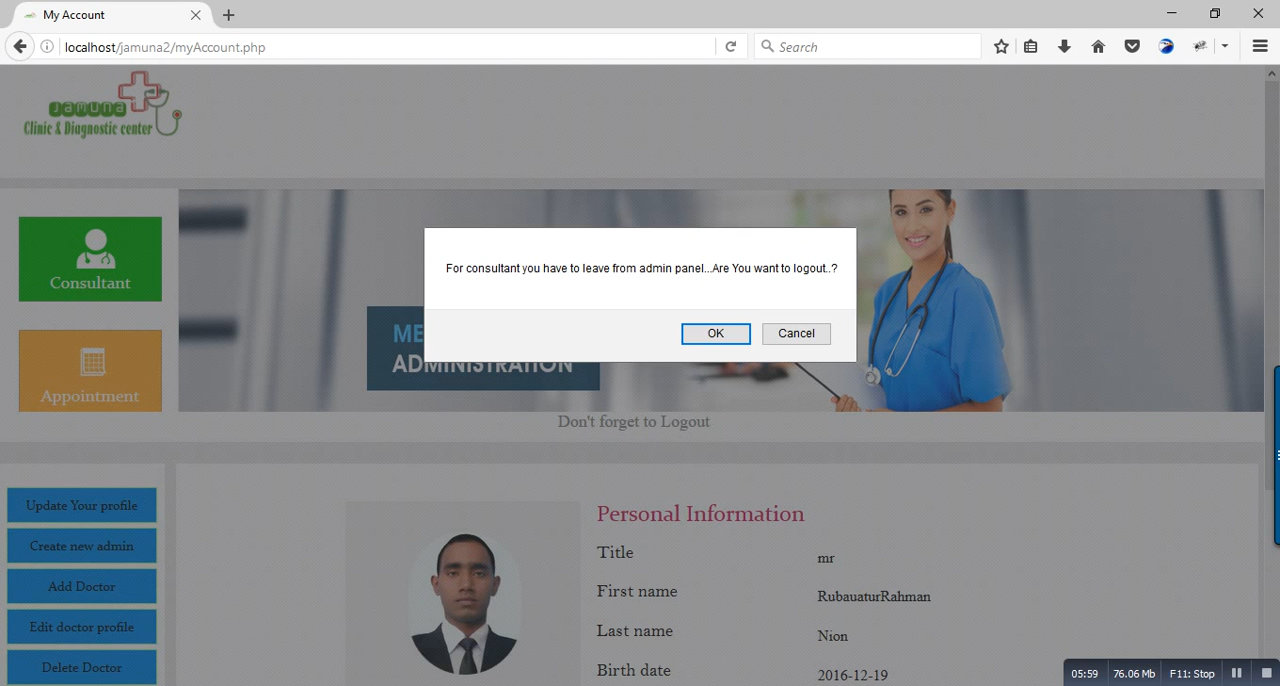 My Account
localhost/jamuna2/myAccount.php
Search
JAMUNA
Clinic & Diagnostic center
Consultant
Appointment
For consultant you have to leave from admin panel...Are You want to logout..?
OK
Cancel
ME
ADMINISTRATION
Don't forget to Logout
Update Your profile
Create new admin
Add Doctor
Edit doctor profile
Delete Doctor
Personal Information
Title mr
First name RubauaturRahman
Last name Nion
Birth date 2016-12-19
05:59 76.06 Mb F11: Stop